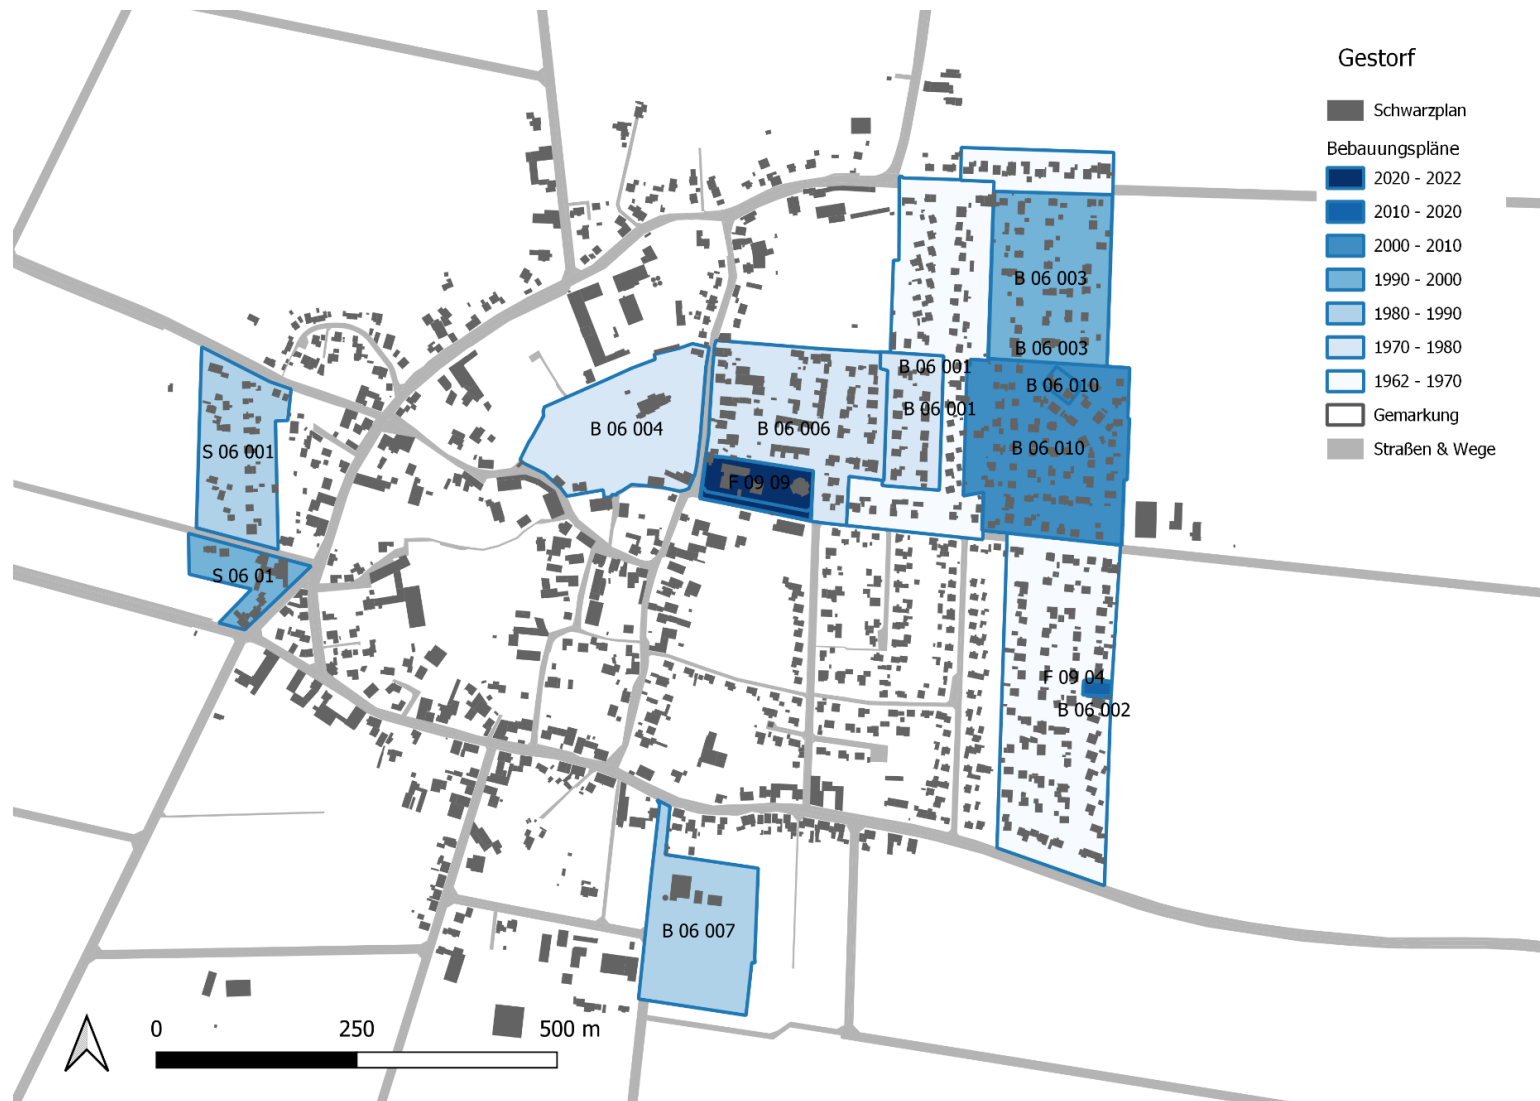 Gestorf
Schwarzplan
Bebauungspläne
2020 - 2022
2010 - 2020
2000 - 2010
1990 - 2000
1980 - 1990
1970 - 1980
1962 - 1970
Gemarkung
Straßen & Wege
B 06 003
B 06 003
B 06 001
B 06 010
B 06 001
B 06 004
B 06 006
B 06 010
S 06 001
F 09 09
S 06 01
F 09 04
B 06 002
B 06 007
0 250 500 m